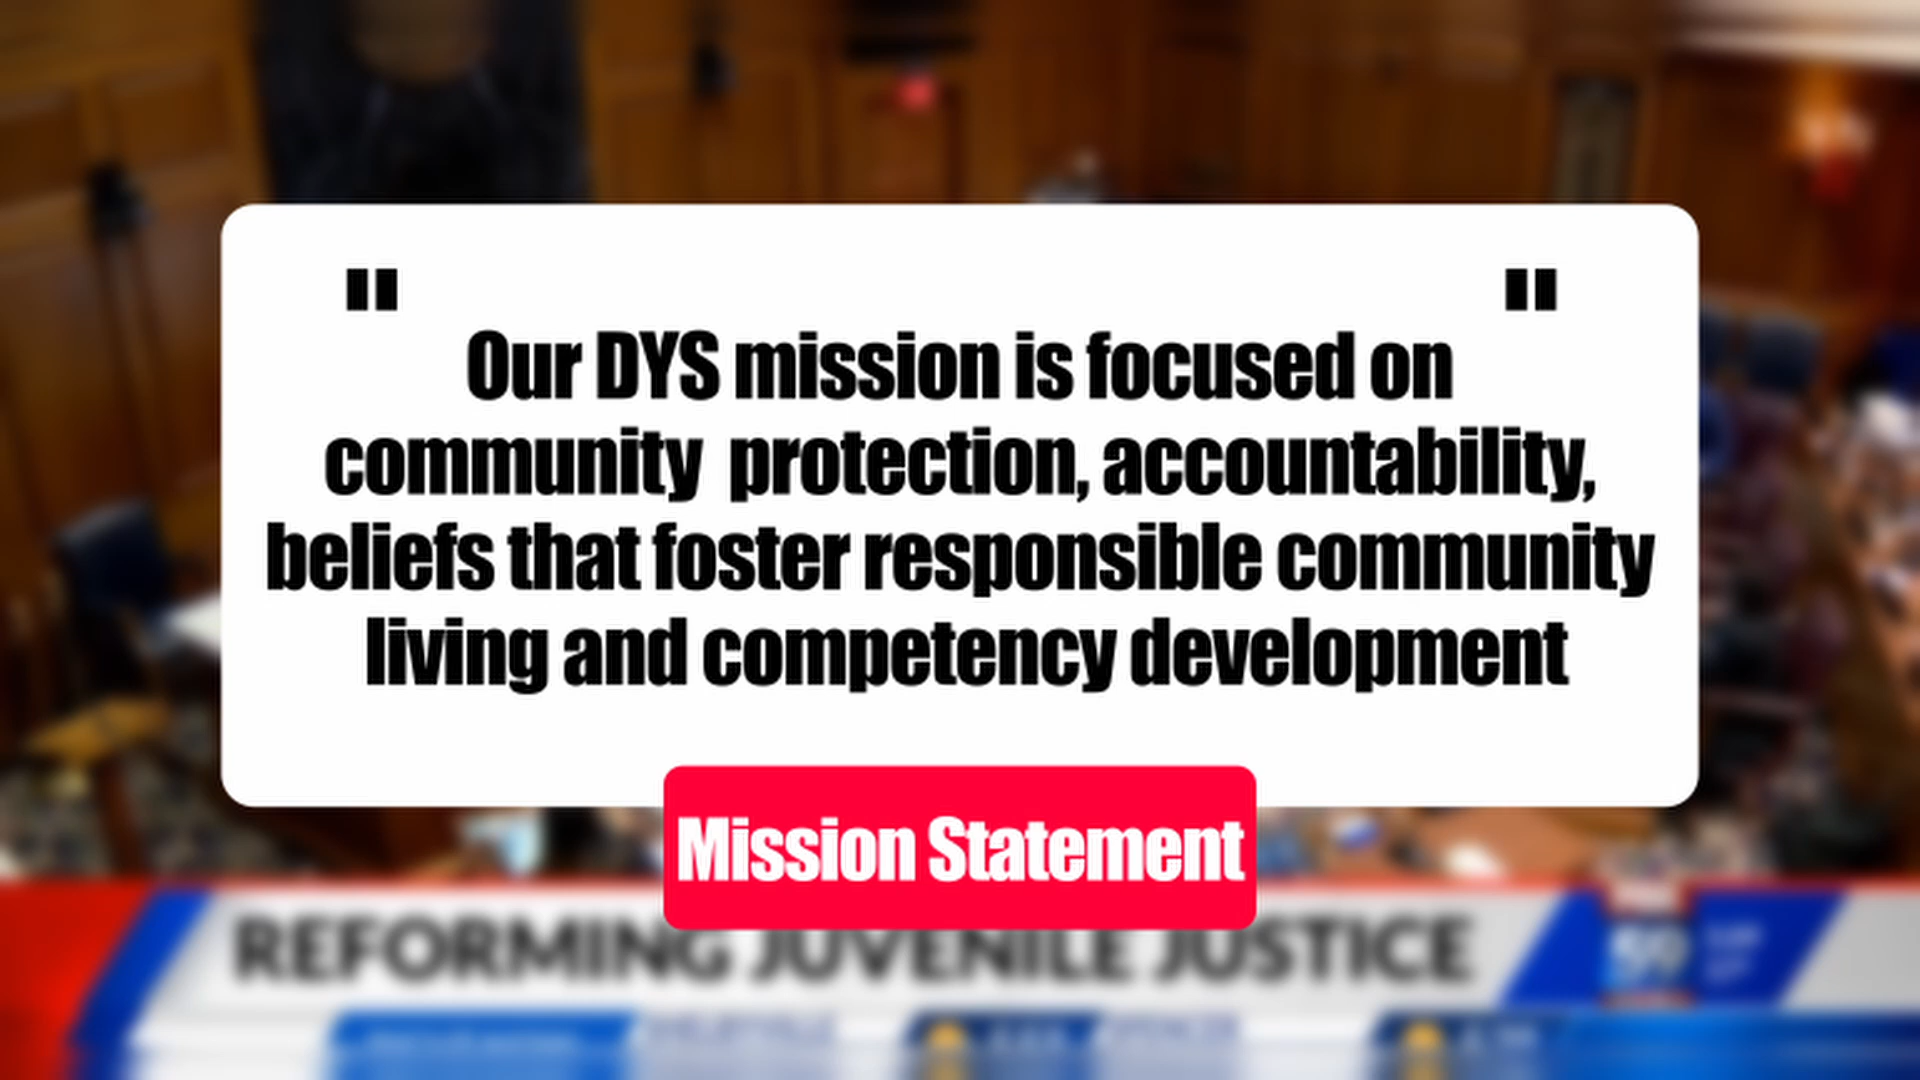 "
"
Our DYS mission is focused on
community  protection, accountability,
beliefs that foster responsible community
living and competency development
Mission Statement
REFORMING JUVENILE JUSTICE
59